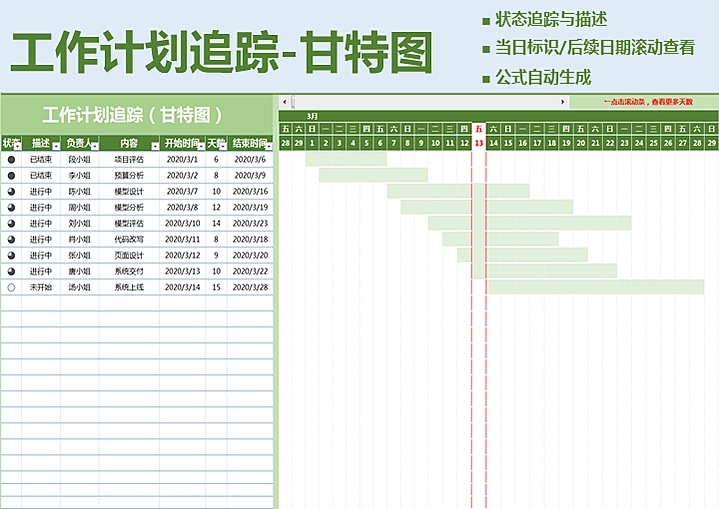 工作计划追踪-甘特图
■ 状态追踪与描述
■ 当日标识/后续日期滚动查看
■ 公式自动生成
工作计划追踪（甘特图）
←点击滚动条，查看更多天数
3月
五 六 日 一 二 三 四 五 六 日 一 二 三 四 五 六 日 一 二 三 四 五 六 日 一 二 三 四 五 六 日
状态 描述 负责人 内容 开始时间 天数 结束时间 28 29 1 2 3 4 5 6 7 8 9 10 11 12 13 14 15 16 17 18 19 20 21 22 23 24 25 26 27 28 29
已结束 段小姐 项目评估 2020/3/1 6 2020/3/6
已结束 李小姐 预算分析 2020/3/2 8 2020/3/9
进行中 陈小姐 模型设计 2020/3/7 10 2020/3/16
进行中 周小姐 模型分析 2020/3/8 12 2020/3/19
进行中 刘小姐 模型评估 2020/3/10 14 2020/3/23
进行中 肖小姐 代码改写 2020/3/11 8 2020/3/18
进行中 张小姐 页面设计 2020/3/12 9 2020/3/20
进行中 唐小姐 系统交付 2020/3/13 10 2020/3/22
未开始 汤小姐 系统上线 2020/3/14 15 2020/3/28